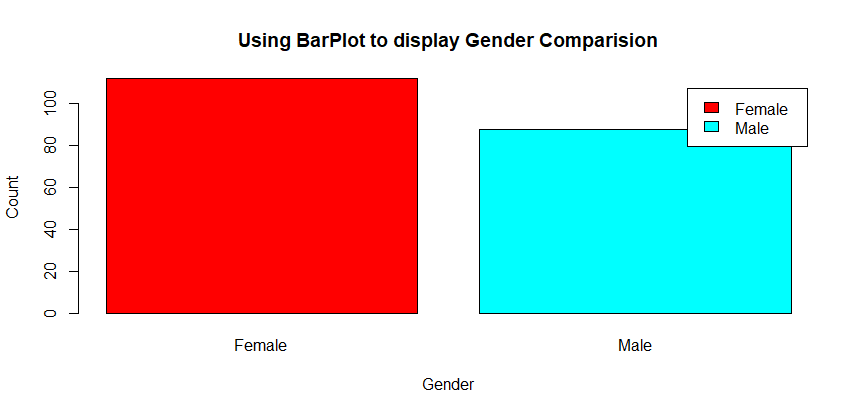 Using BarPlot to display Gender Comparision
Female
Male
Count
100
80
60
40
20
0
Female
Male
Gender